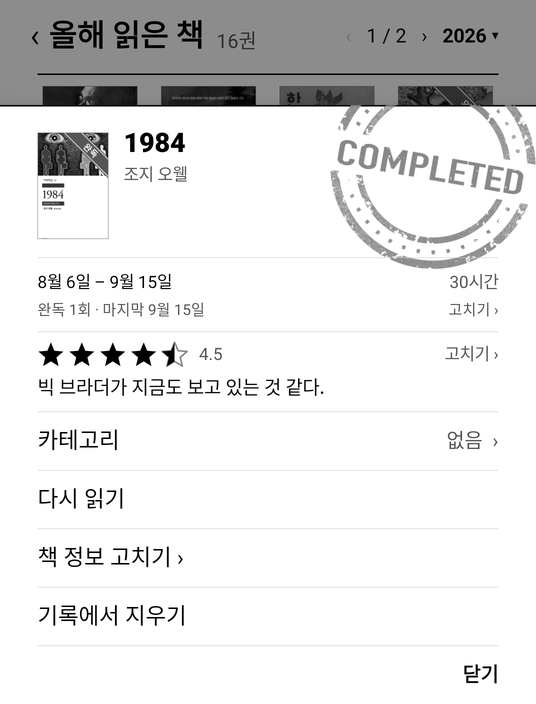 ‹ 올해 읽은 책 16권 ‹ 1 / 2 › 2026 ▾
하
완독
1984
1984
조지 오웰
COMPLETED
8월 6일 – 9월 15일 30시간
완독 1회 · 마지막 9월 15일 고치기 ›
4.5 고치기 ›
빅 브라더가 지금도 보고 있는 것 같다.
카테고리 없음 ›
다시 읽기
책 정보 고치기 ›
기록에서 지우기
닫기